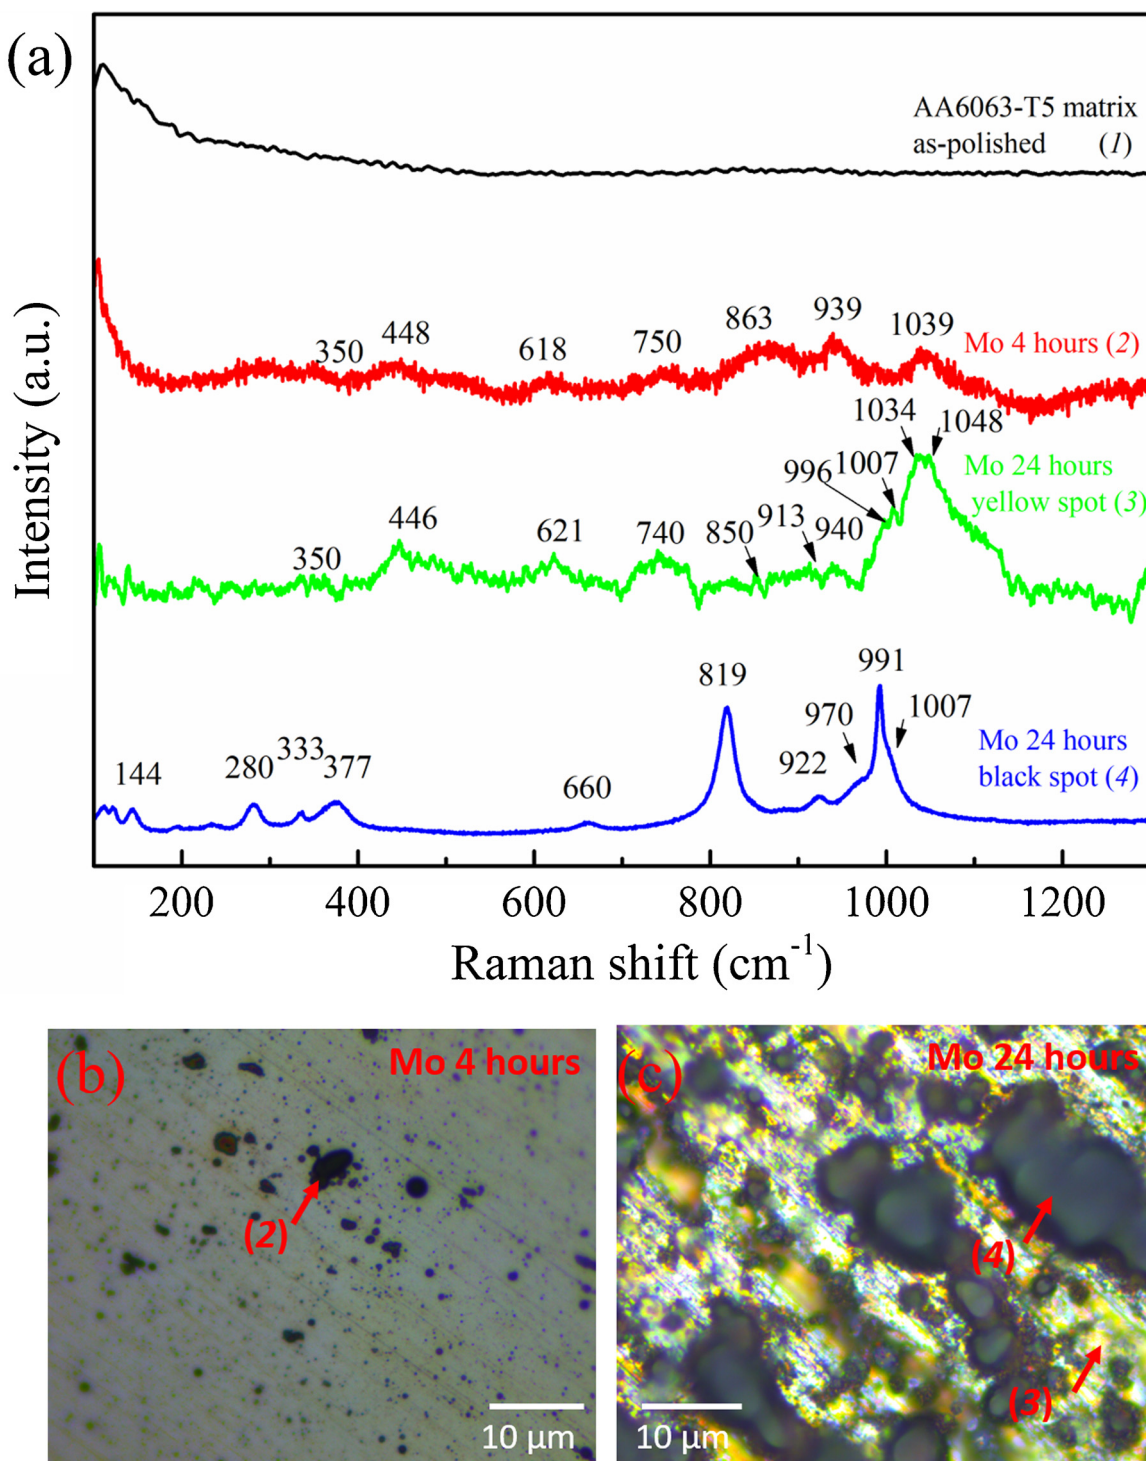 (a)
Intensity (a.u.)
AA6063-T5 matrix
as-polished (1)
350
448
618
750
863
939
1039
Mo 4 hours (2)
350
446
621
740
850
913
940
996
1007
1034
1048
Mo 24 hours
yellow spot (3)
144
280
333
377
660
819
922
970
991
1007
Mo 24 hours
black spot (4)
200 400 600 800 1000 1200
Raman shift (cm⁻¹)
(b) Mo 4 hours
(2)
10 µm
(c) Mo 24 hours
(4)
(3)
10 µm